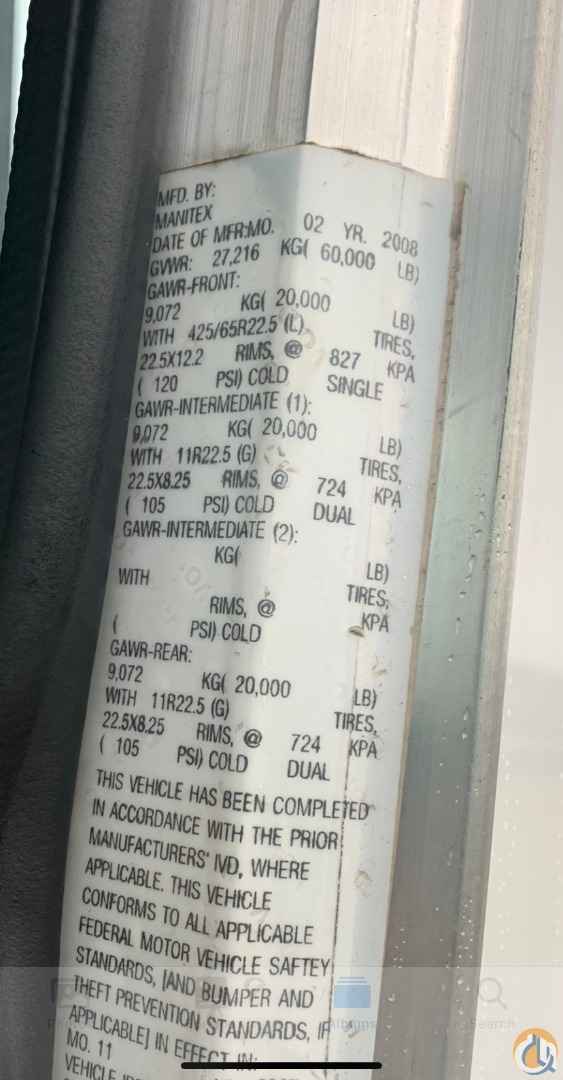 MFD. BY:
MANITEX
DATE OF MFR:MO. 02 YR. 2008
GVWR: 27,216 KG( 60,000 LB)
GAWR-FRONT:
9,072 KG( 20,000 LB)
WITH 425/65R22.5 (L) TIRES,
22.5X12.2 RIMS, @ 827 KPA
( 120 PSI) COLD SINGLE
GAWR-INTERMEDIATE (1):
9,072 KG( 20,000 LB)
WITH 11R22.5 (G) TIRES,
22.5X8.25 RIMS, @ 724 KPA
( 105 PSI) COLD DUAL
GAWR-INTERMEDIATE (2):
KG( LB)
WITH TIRES,
RIMS, @ KPA
( PSI) COLD
GAWR-REAR:
9,072 KG( 20,000 LB)
WITH 11R22.5 (G) TIRES,
22.5X8.25 RIMS, @ 724 KPA
( 105 PSI) COLD DUAL
THIS VEHICLE HAS BEEN COMPLETED
IN ACCORDANCE WITH THE PRIOR
MANUFACTURERS' IVD, WHERE
APPLICABLE. THIS VEHICLE
CONFORMS TO ALL APPLICABLE
FEDERAL MOTOR VEHICLE SAFTEY
STANDARDS, [AND BUMPER AND
THEFT PREVENTION STANDARDS, IF
APPLICABLE] IN EFFECT IN:
MO. 11
VEHICLE